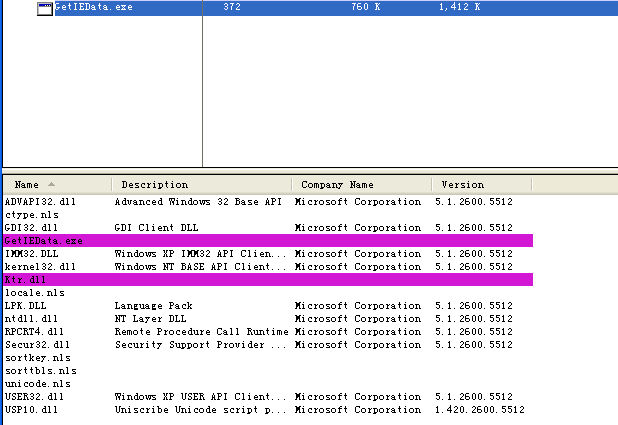 GetIEData.exe 372 760 K 1,412 K
Name Description Company Name Version
ADVAPI32.dll Advanced Windows 32 Base API Microsoft Corporation 5.1.2600.5512
ctype.nls
GDI32.dll GDI Client DLL Microsoft Corporation 5.1.2600.5512
GetIEData.exe
IMM32.DLL Windows XP IMM32 API Clien... Microsoft Corporation 5.1.2600.5512
kernel32.dll Windows NT BASE API Client... Microsoft Corporation 5.1.2600.5512
Ktr.dll
locale.nls
LPK.DLL Language Pack Microsoft Corporation 5.1.2600.5512
ntdll.dll NT Layer DLL Microsoft Corporation 5.1.2600.5512
RPCRT4.dll Remote Procedure Call Runtime Microsoft Corporation 5.1.2600.5512
Secur32.dll Security Support Provider ... Microsoft Corporation 5.1.2600.5512
sortkey.nls
sorttbls.nls
unicode.nls
USER32.dll Windows XP USER API Client... Microsoft Corporation 5.1.2600.5512
USP10.dll Uniscribe Unicode script p... Microsoft Corporation 1.420.2600.5512